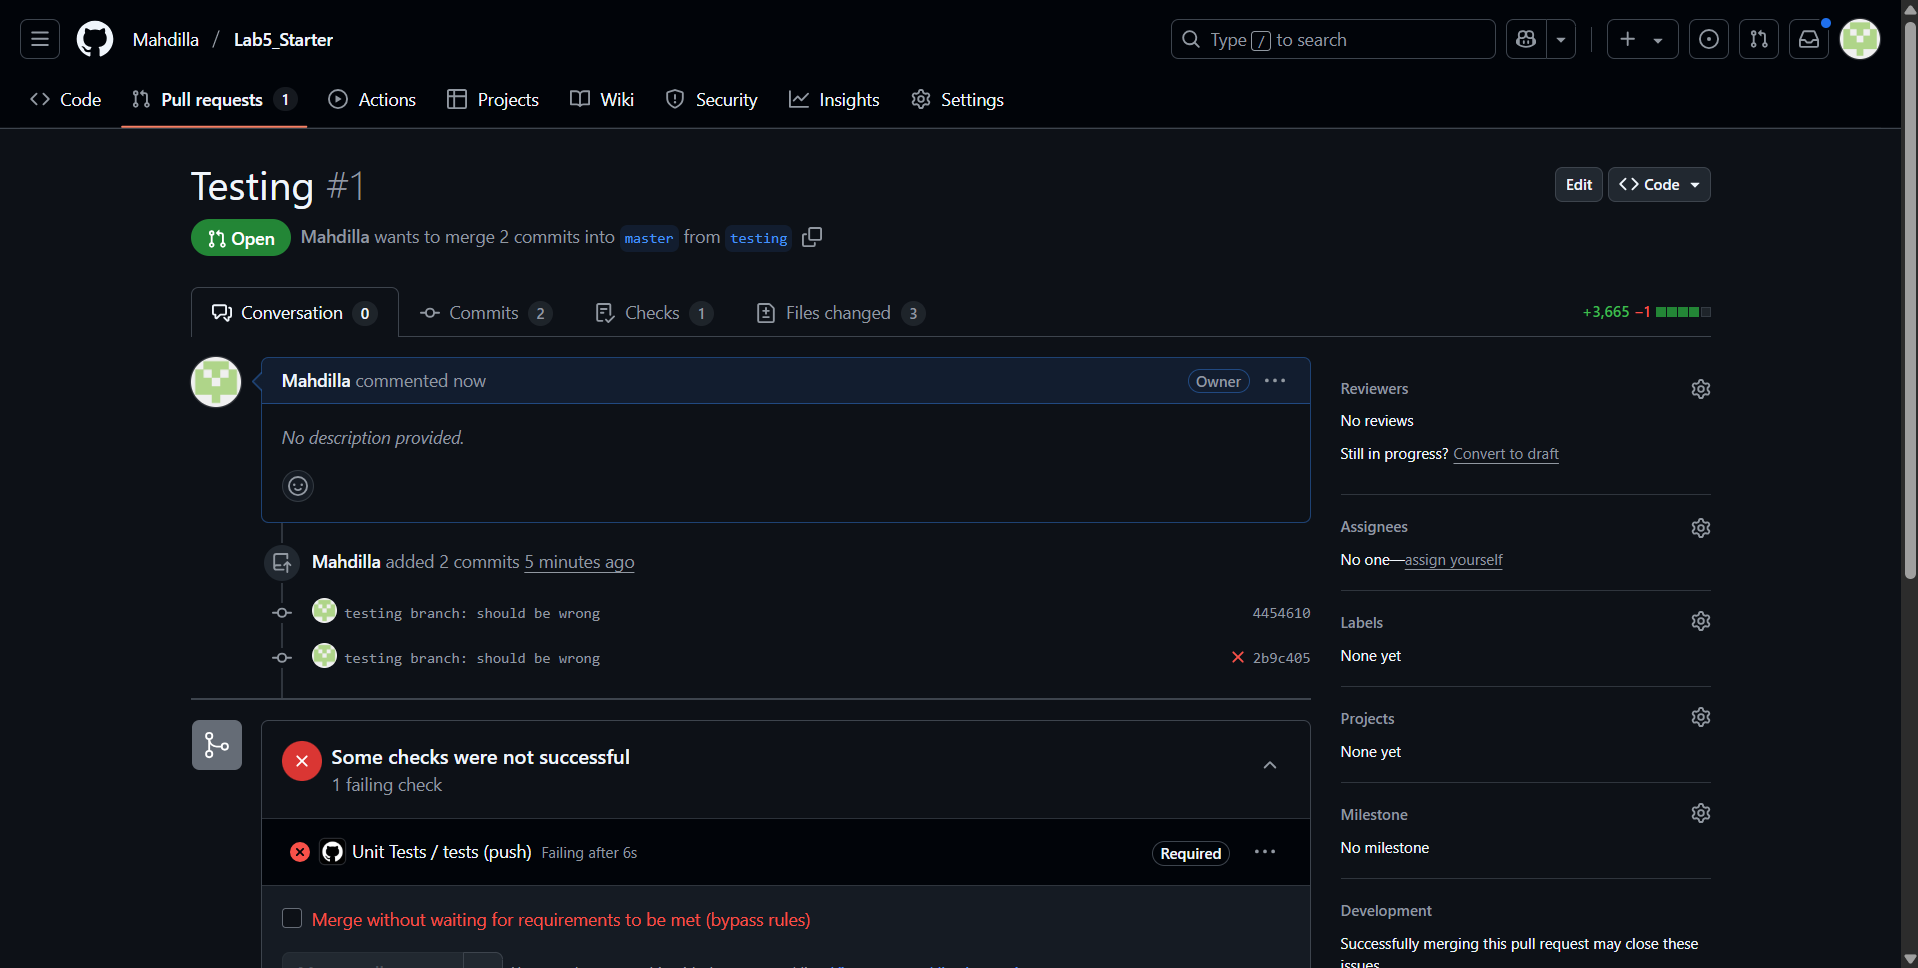 Mahdilla / Lab5_Starter
Type / to search
Code
Pull requests 1
Actions
Projects
Wiki
Security
Insights
Settings
Testing #1
Edit
Code
Open
Mahdilla wants to merge 2 commits into master from testing
Conversation 0
Commits 2
Checks 1
Files changed 3
+3,665 −1
Mahdilla commented now
Owner
No description provided.
Mahdilla added 2 commits 5 minutes ago
testing branch: should be wrong
4454610
testing branch: should be wrong
2b9c405
Some checks were not successful
1 failing check
Unit Tests / tests (push) Failing after 6s
Required
Merge without waiting for requirements to be met (bypass rules)
Reviewers
No reviews
Still in progress? Convert to draft
Assignees
No one—assign yourself
Labels
None yet
Projects
None yet
Milestone
No milestone
Development
Successfully merging this pull request may close these
issues.